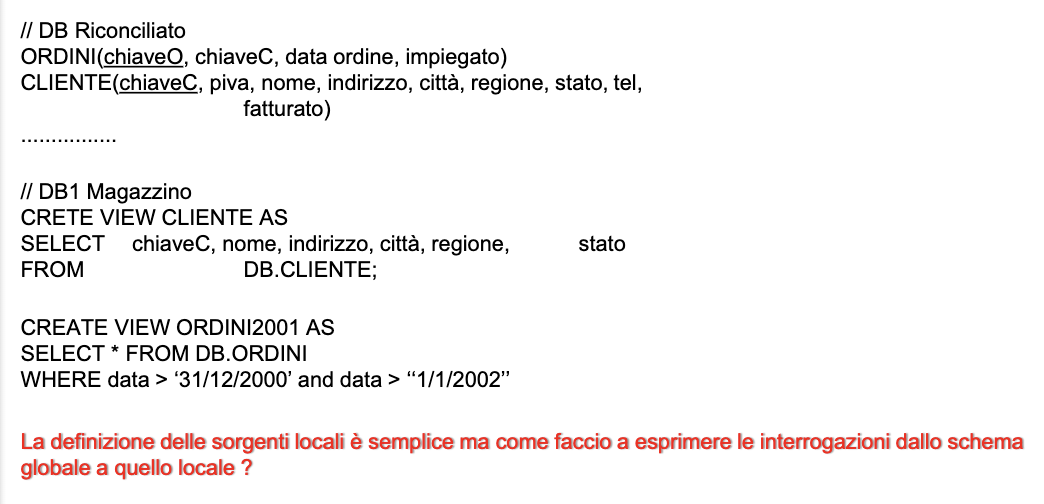 // DB Riconciliato
ORDINI(chiaveO, chiaveC, data ordine, impiegato)
CLIENTE(chiaveC, piva, nome, indirizzo, città, regione, stato, tel,
fatturato)
................
// DB1 Magazzino
CRETE VIEW CLIENTE AS
SELECT chiaveC, nome, indirizzo, città, regione, stato
FROM DB.CLIENTE;
CREATE VIEW ORDINI2001 AS
SELECT * FROM DB.ORDINI
WHERE data > ‘31/12/2000’ and data > “1/1/2002”
La definizione delle sorgenti locali è semplice ma come faccio a esprimere le interrogazioni dallo schema
globale a quello locale ?